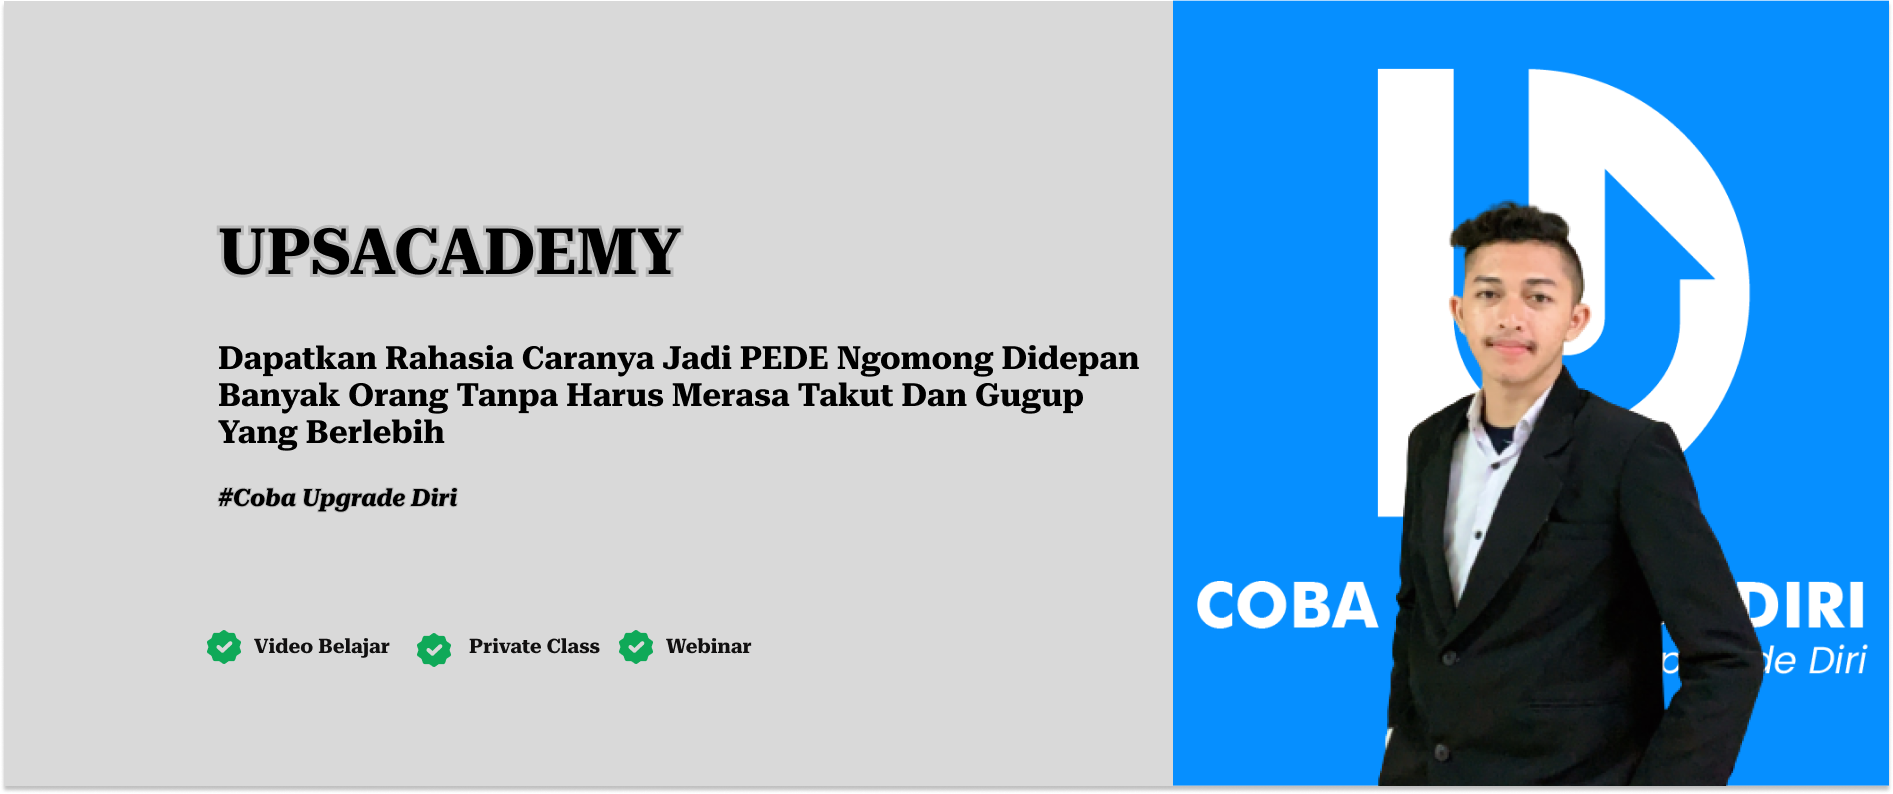 UPSACADEMY
Dapatkan Rahasia Caranya Jadi PEDE Ngomong Didepan
Banyak Orang Tanpa Harus Merasa Takut Dan Gugup
Yang Berlebih
#Coba Upgrade Diri
Video Belajar Private Class Webinar
COBA DIRI
de Diri